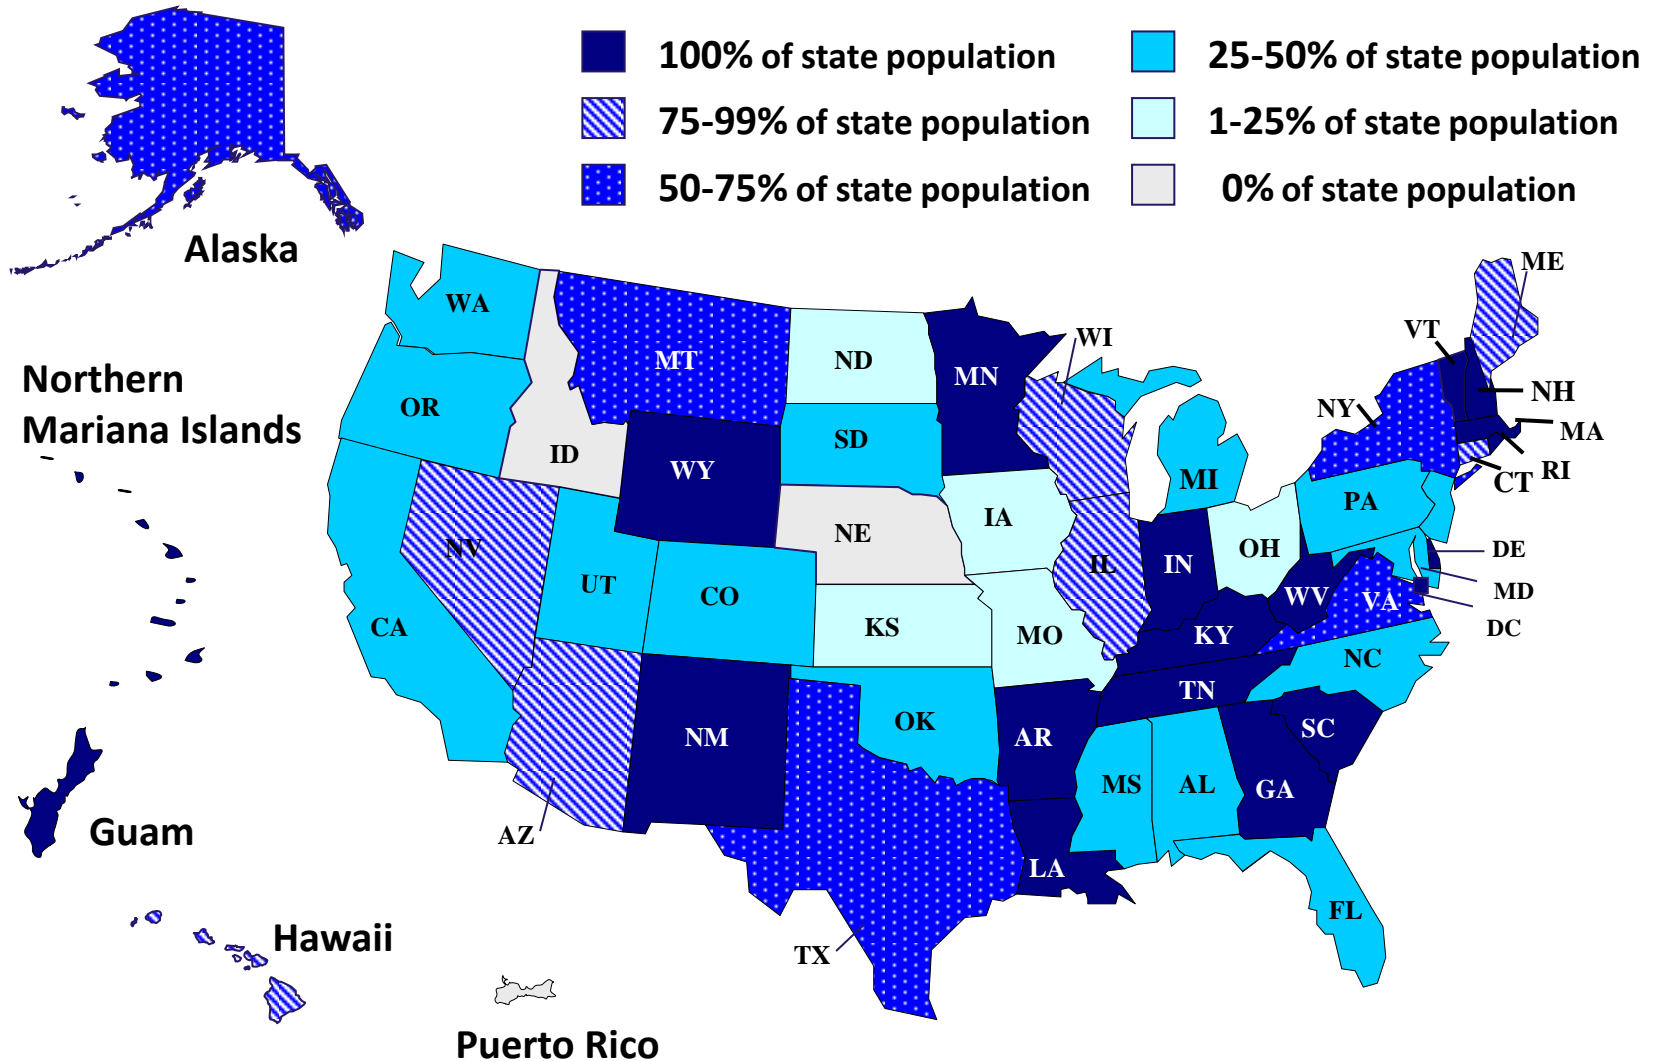 100% of state population
25-50% of state population
75-99% of state population
1-25% of state population
50-75% of state population
0% of state population
Alaska
Northern
Mariana Islands
Guam
Hawaii
Puerto Rico
WA
OR
CA
ID
NV
MT
WY
UT
CO
AZ
NM
ND
SD
NE
KS
OK
TX
MN
IA
MO
AR
LA
WI
IL
MI
IN
OH
KY
TN
MS
AL
GA
FL
SC
NC
VA
WV
PA
NY
VT
ME
NH
MA
RI
CT
DE
MD
DC